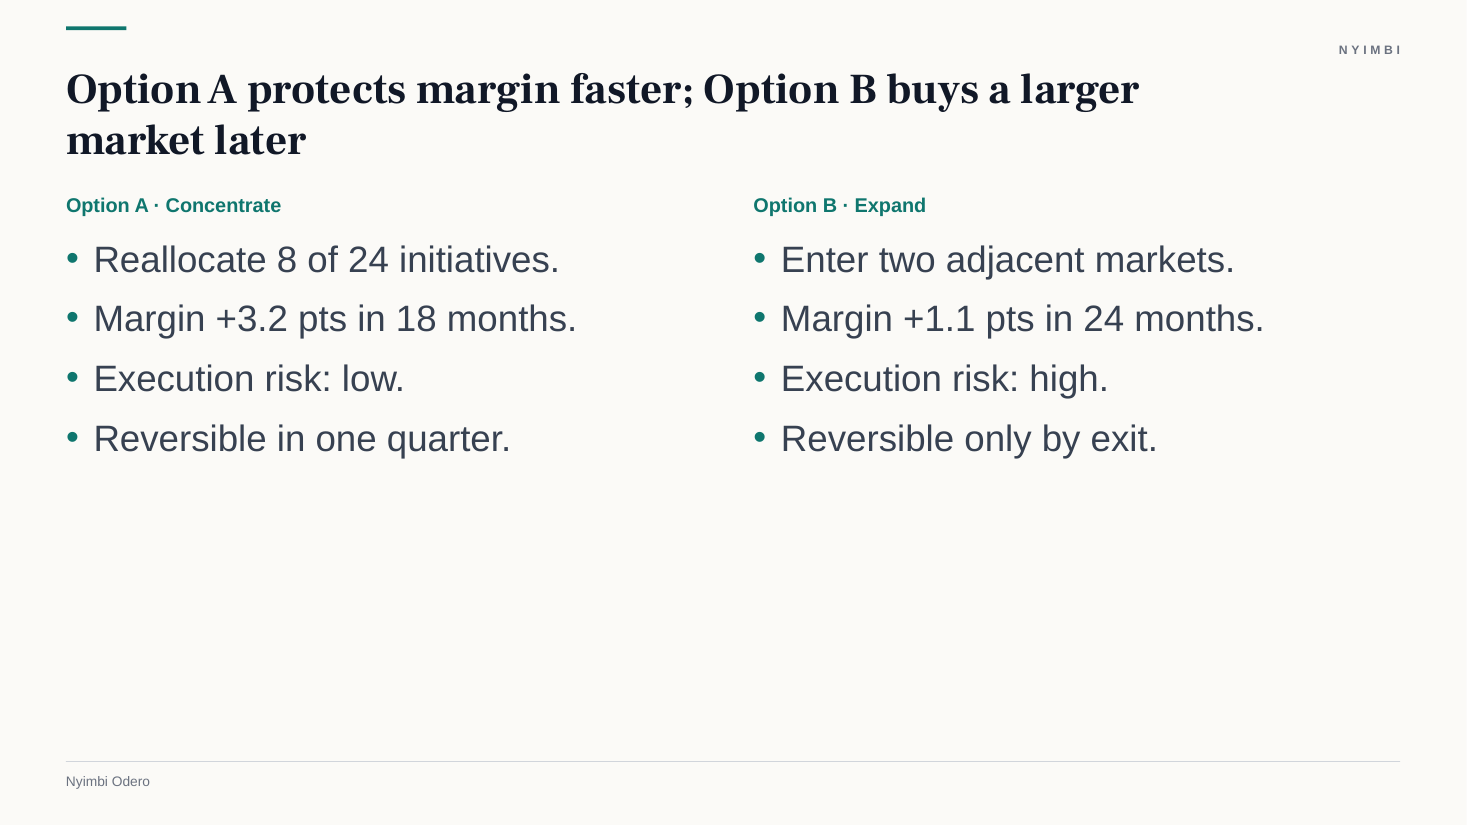 NYIMBI
Option A protects margin faster; Option B buys a larger
market later
Option A · Concentrate
• Reallocate 8 of 24 initiatives.
• Margin +3.2 pts in 18 months.
• Execution risk: low.
• Reversible in one quarter.
Option B · Expand
• Enter two adjacent markets.
• Margin +1.1 pts in 24 months.
• Execution risk: high.
• Reversible only by exit.
Nyimbi Odero